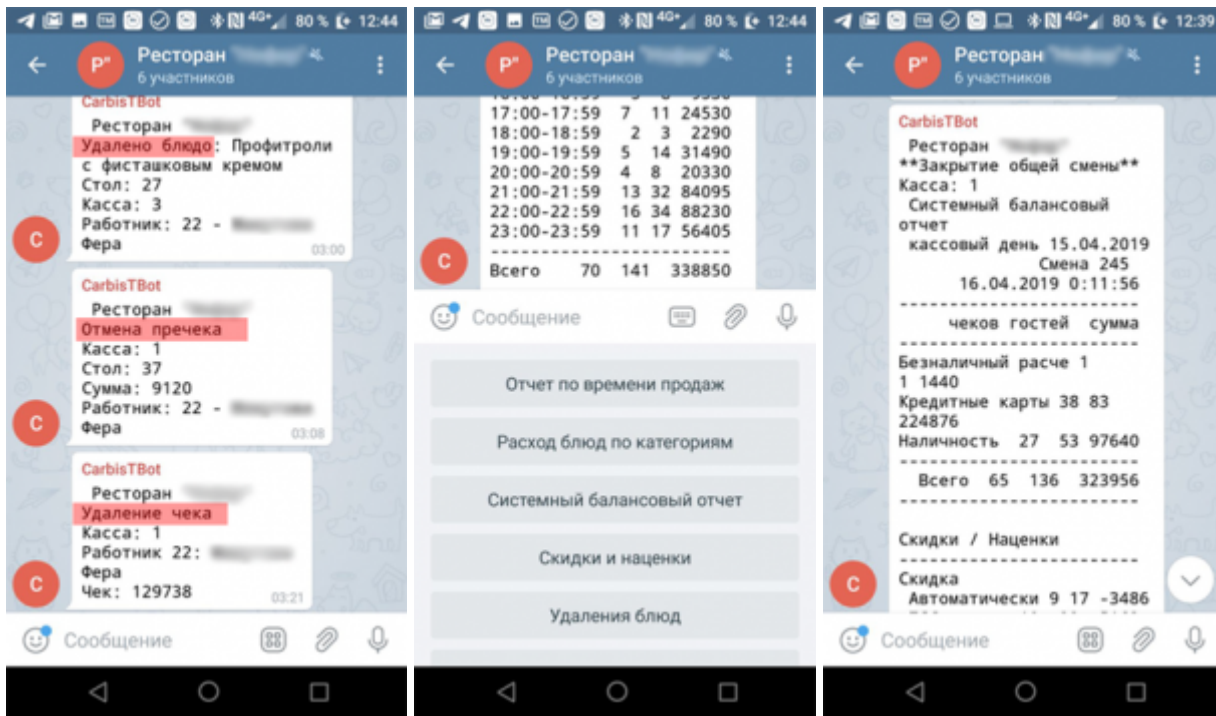 80 % 12:44
Ресторан
6 участников
CarbisTBot
Ресторан
Удалено блюдо: Профитроли
с фисташковым кремом
Стол: 27
Касса: 3
Работник: 22 -
Фера
03:00
C
CarbisTBot
Ресторан
Отмена пречека
Касса: 1
Стол: 37
Сумма: 9120
Работник: 22 -
Фера
03:08
C
CarbisTBot
Ресторан
Удаление чека
Касса: 1
Работник 22:
Фера
Чек: 129738
03:21
C
Сообщение
4G+ 80 % 12:44
Р"
Ресторан
6 участников
17:00-17:59 7 11 24530
18:00-18:59 2 3 2290
19:00-19:59 5 14 31490
20:00-20:59 4 8 20330
21:00-21:59 13 32 84095
22:00-22:59 16 34 88230
23:00-23:59 11 17 56405
-------------------------
Всего 70 141 338850
C
Сообщение
Отчет по времени продаж
Расход блюд по категориям
Системный балансовый отчет
Скидки и наценки
Удаления блюд
4G+ 80 % 12:39
Р"
Ресторан
6 участников
CarbisTBot
Ресторан
**Закрытие общей смены**
Касса: 1
Системный балансовый
отчет
кассовый день 15.04.2019
Смена 245
16.04.2019 0:11:56
-------------------------
чеков гостей сумма
-------------------------
Безналичный расче 1
1 1440
Кредитные карты 38 83
224876
Наличность 27 53 97640
-------------------------
Всего 65 136 323956
-------------------------
Скидки / Наценки
-------------------------
Скидка
Автоматически 9 17 -3486
C
Сообщение